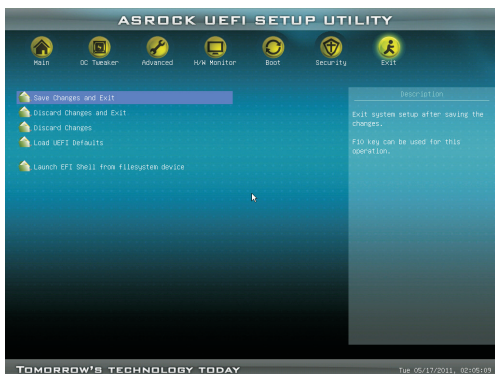 ASROCK UEFI SETUP UTILITY
Main OC Tweaker Advanced H/W Monitor Boot Security Exit
Save Changes and Exit
Discard Changes and Exit
Discard Changes
Load UEFI Defaults
Launch EFI Shell from filesystem device
Description
Exit system setup after saving the
changes.
F10 key can be used for this
operation.
TOMORROW'S TECHNOLOGY TODAY
Tue 05/17/2011, 02:05:09